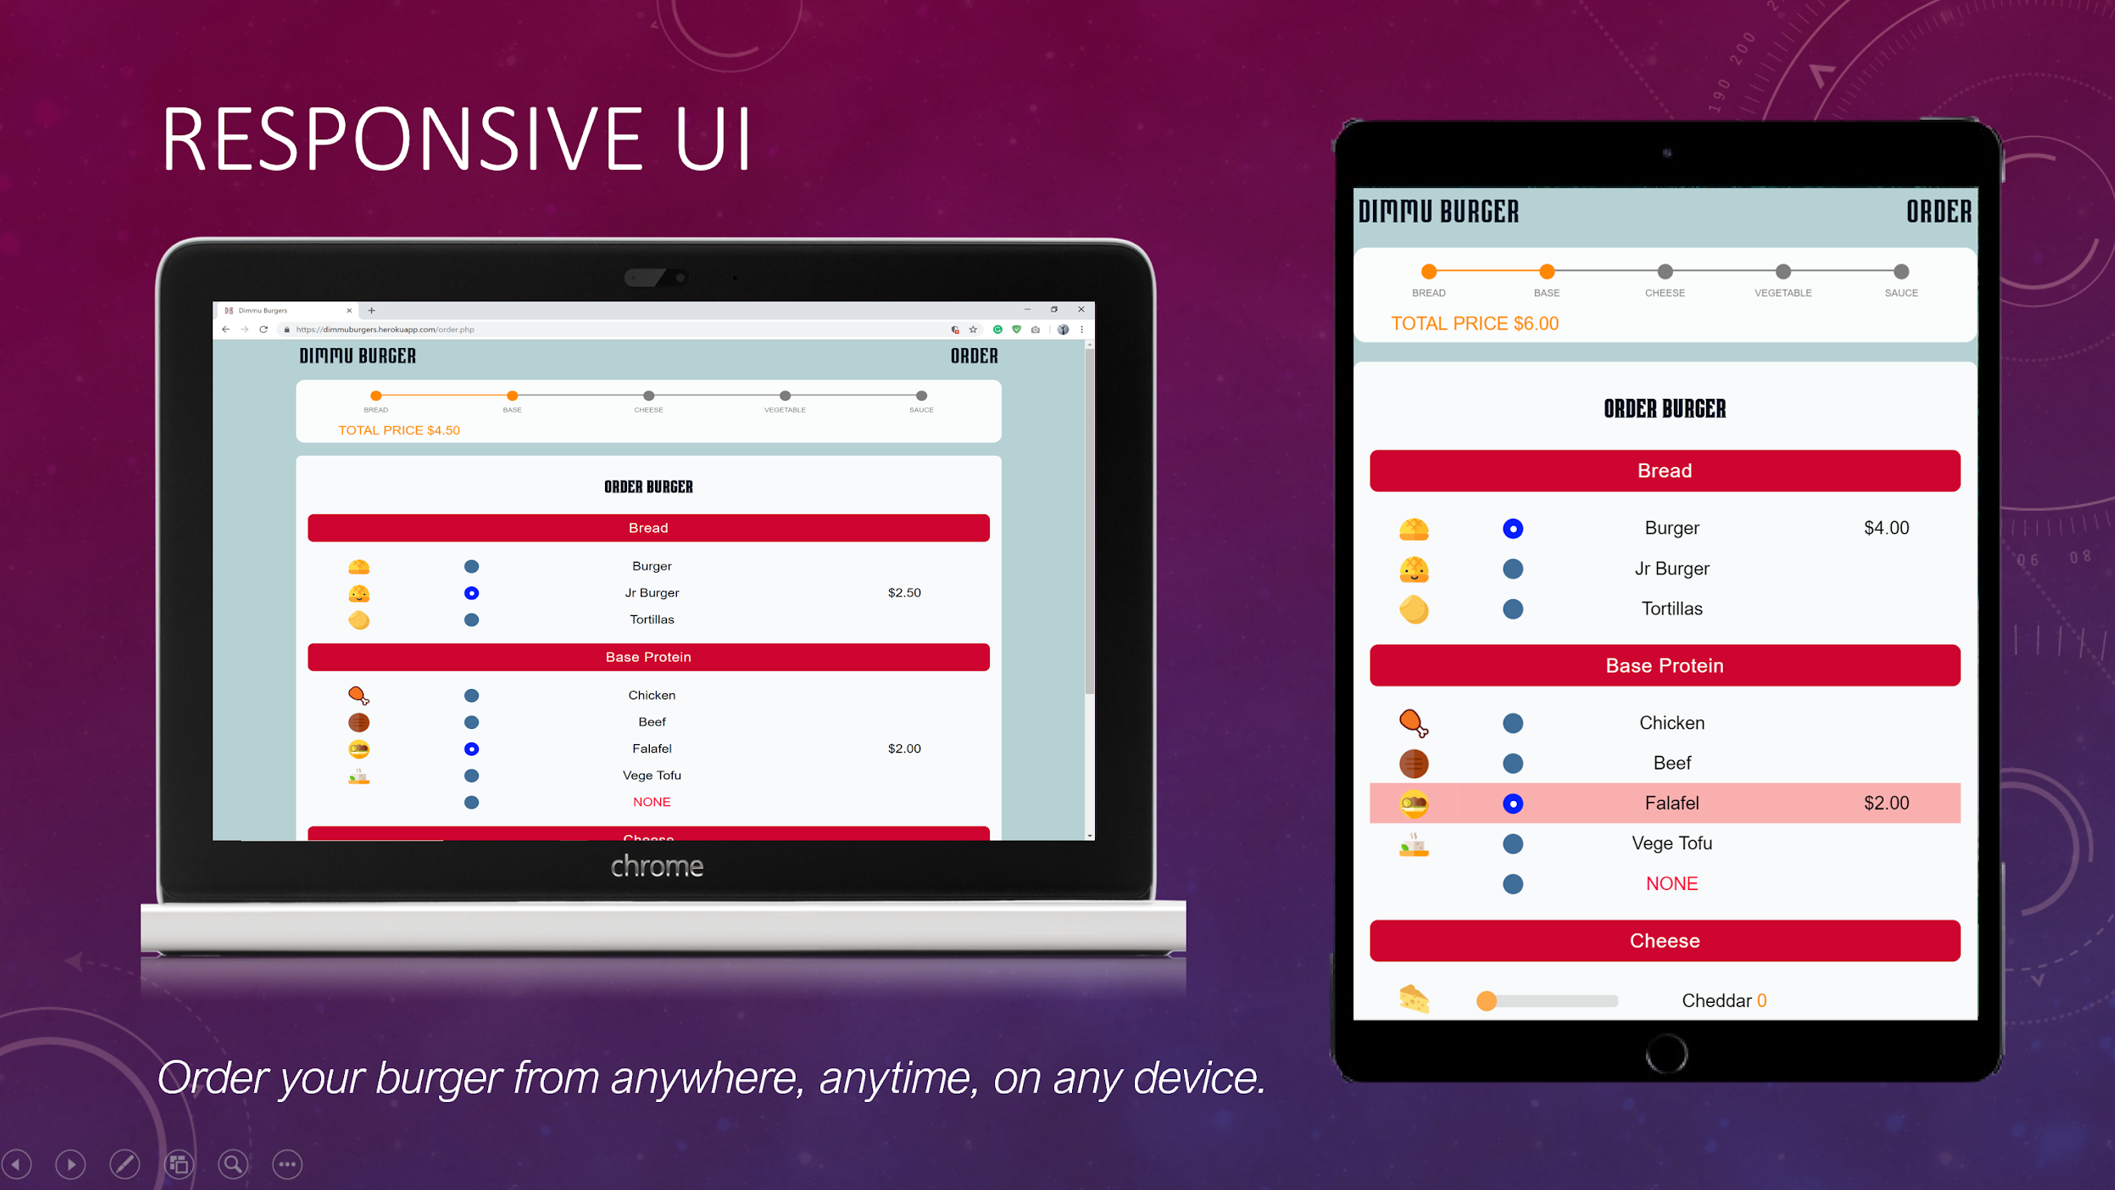 RESPONSIVE UI
Dimmu Burgers
https://dimmuburgers.herokuapp.com/order.php
DIMMU BURGER ORDER
BREAD BASE CHEESE VEGETABLE SAUCE
TOTAL PRICE $4.50
ORDER BURGER
Bread
Burger
Jr Burger $2.50
Tortillas
Base Protein
Chicken
Beef
Falafel $2.00
Vege Tofu
NONE
Cheese
chrome
DIMMU BURGER ORDER
BREAD BASE CHEESE VEGETABLE SAUCE
TOTAL PRICE $6.00
ORDER BURGER
Bread
Burger $4.00
Jr Burger
Tortillas
Base Protein
Chicken
Beef
Falafel $2.00
Vege Tofu
NONE
Cheese
Cheddar 0
Order your burger from anywhere, anytime, on any device.
190 200
90 80